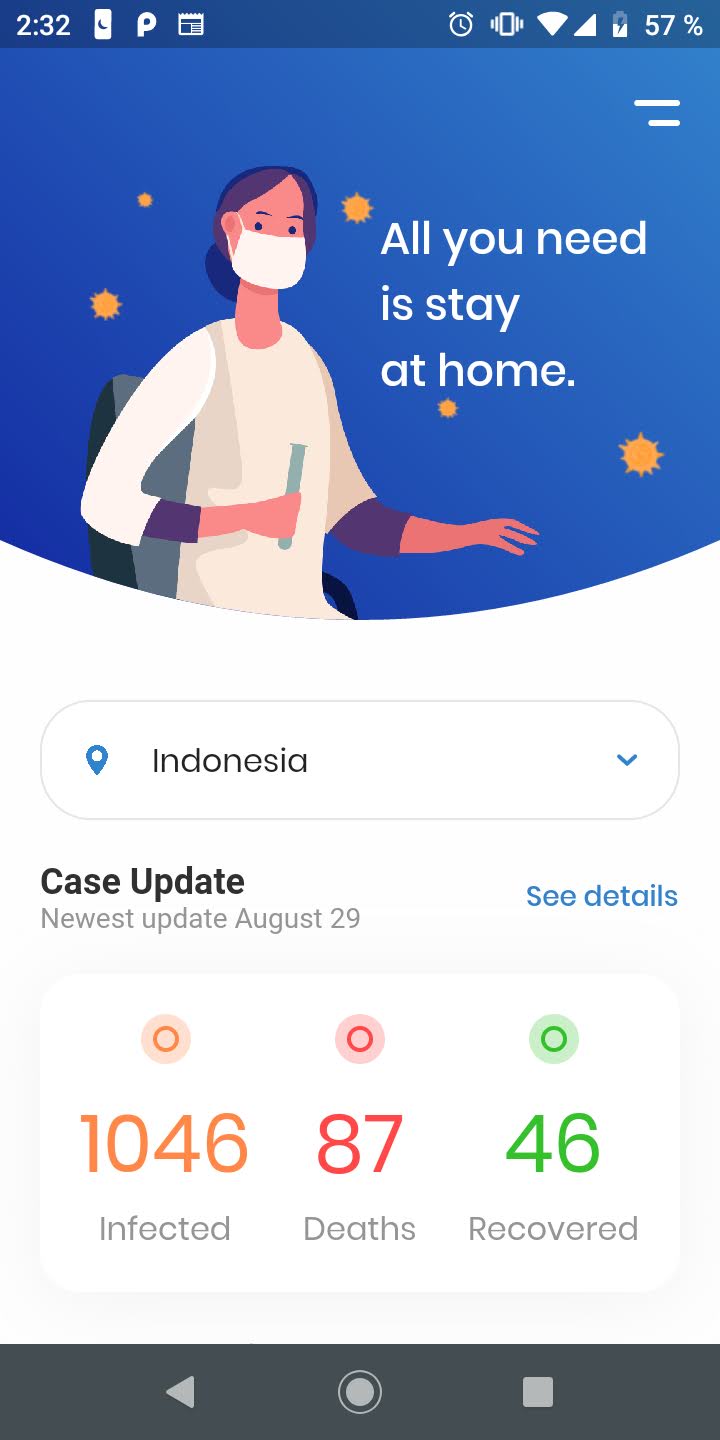 2:32
57 %
All you need
is stay
at home.
Indonesia
Case Update
See details
Newest update August 29
1046 87 46
Infected Deaths Recovered